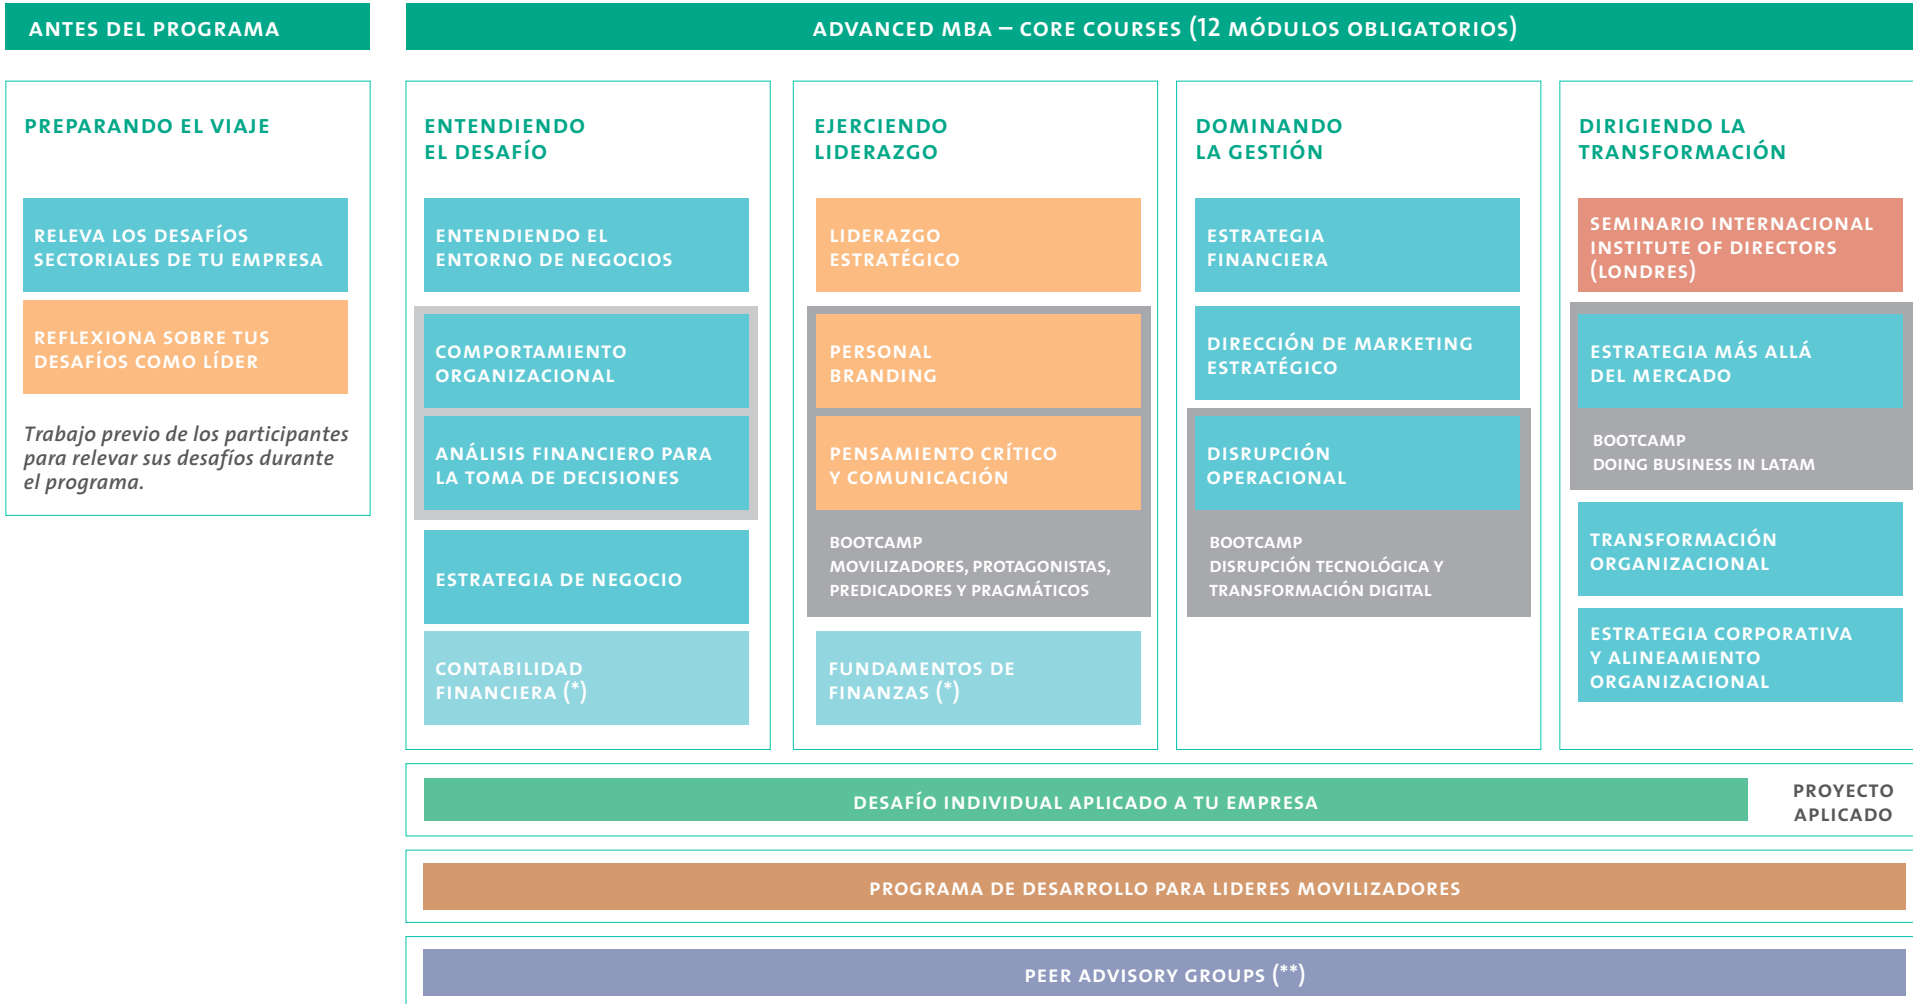 ANTES DEL PROGRAMA
ADVANCED MBA – CORE COURSES (12 MÓDULOS OBLIGATORIOS)
PREPARANDO EL VIAJE
RELEVA LOS DESAFÍOS
SECTORIALES DE TU EMPRESA
REFLEXIONA SOBRE TUS
DESAFÍOS COMO LÍDER
Trabajo previo de los participantes
para relevar sus desafíos durante
el programa.
ENTENDIENDO
EL DESAFÍO
ENTENDIENDO EL
ENTORNO DE NEGOCIOS
COMPORTAMIENTO
ORGANIZACIONAL
ANÁLISIS FINANCIERO PARA
LA TOMA DE DECISIONES
ESTRATEGIA DE NEGOCIO
CONTABILIDAD
FINANCIERA (*)
EJERCIENDO
LIDERAZGO
LIDERAZGO
ESTRATÉGICO
PERSONAL
BRANDING
PENSAMIENTO CRÍTICO
Y COMUNICACIÓN
BOOTCAMP
MOVILIZADORES, PROTAGONISTAS,
PREDICADORES Y PRAGMÁTICOS
FUNDAMENTOS DE
FINANZAS (*)
DOMINANDO
LA GESTIÓN
ESTRATEGIA
FINANCIERA
DIRECCIÓN DE MARKETING
ESTRATÉGICO
DISRUPCIÓN
OPERACIONAL
BOOTCAMP
DISRUPCIÓN TECNOLÓGICA Y
TRANSFORMACIÓN DIGITAL
DIRIGIENDO LA
TRANSFORMACIÓN
SEMINARIO INTERNACIONAL
INSTITUTE OF DIRECTORS
(LONDRES)
ESTRATEGIA MÁS ALLÁ
DEL MERCADO
BOOTCAMP
DOING BUSINESS IN LATAM
TRANSFORMACIÓN
ORGANIZACIONAL
ESTRATEGIA CORPORATIVA
Y ALINEAMIENTO
ORGANIZACIONAL
DESAFÍO INDIVIDUAL APLICADO A TU EMPRESA
PROYECTO
APLICADO
PROGRAMA DE DESARROLLO PARA LIDERES MOVILIZADORES
PEER ADVISORY GROUPS (**)